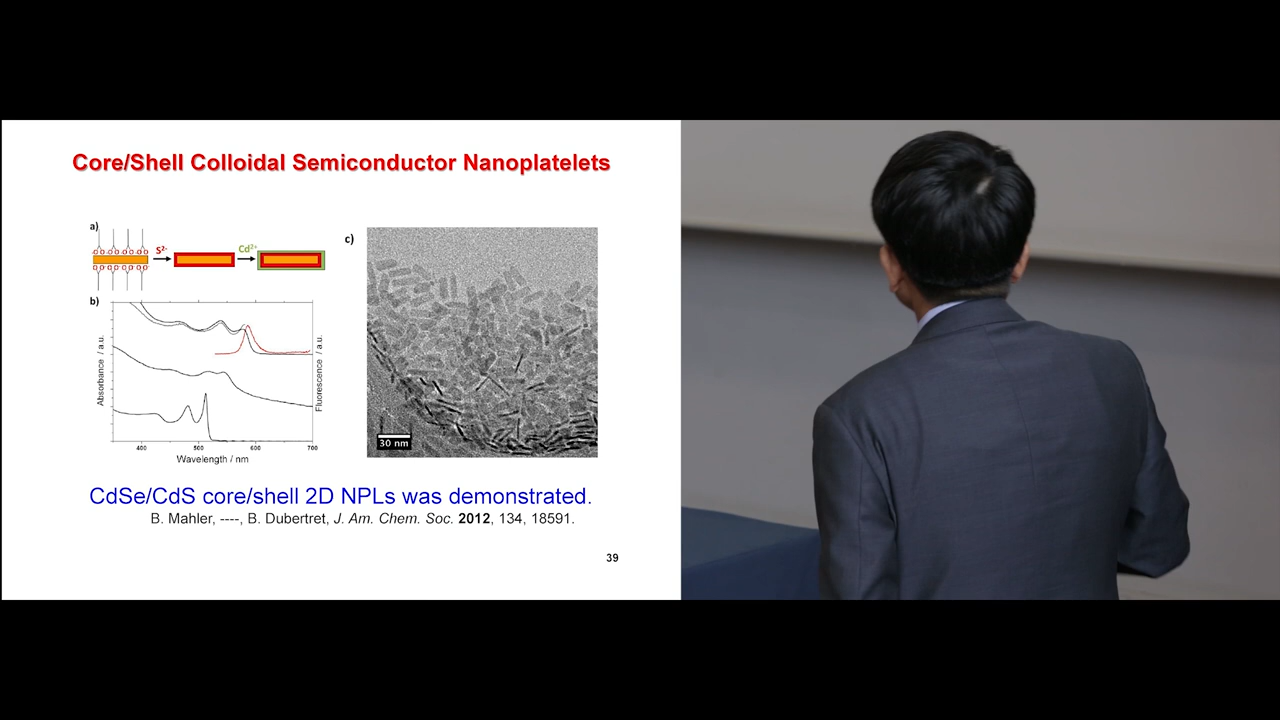 Core/Shell Colloidal Semiconductor Nanoplatelets
a)
S²⁻
Cd²⁺
c)
b)
Absorbance / a.u.
Fluorescence / a.u.
400 500 600 700
Wavelength / nm
30 nm
CdSe/CdS core/shell 2D NPLs was demonstrated.
B. Mahler, ----, B. Dubertret, J. Am. Chem. Soc. 2012, 134, 18591.
39